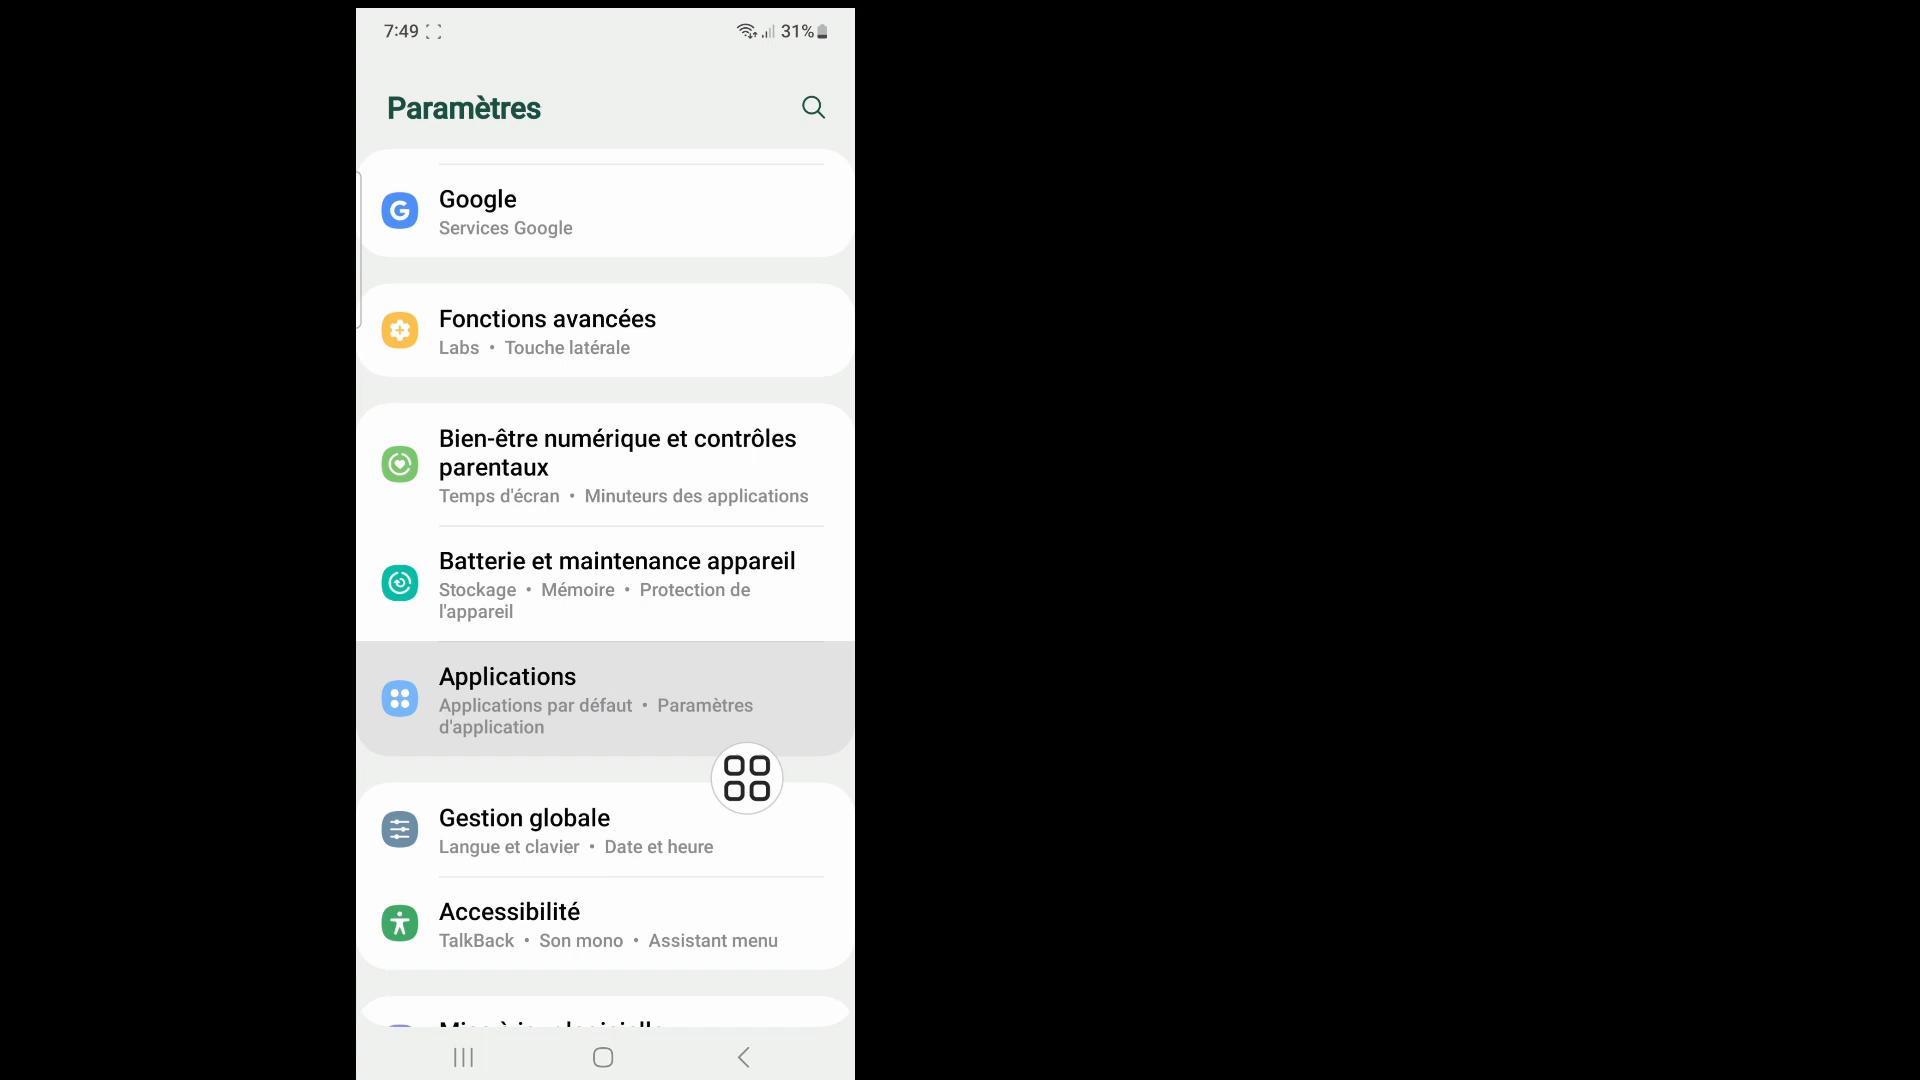 7:49
31%
Paramètres
Google
Services Google
Fonctions avancées
Labs • Touche latérale
Bien-être numérique et contrôles
parentaux
Temps d'écran • Minuteurs des applications
Batterie et maintenance appareil
Stockage • Mémoire • Protection de
l'appareil
Applications
Applications par défaut • Paramètres
d'application
Gestion globale
Langue et clavier • Date et heure
Accessibilité
TalkBack • Son mono • Assistant menu